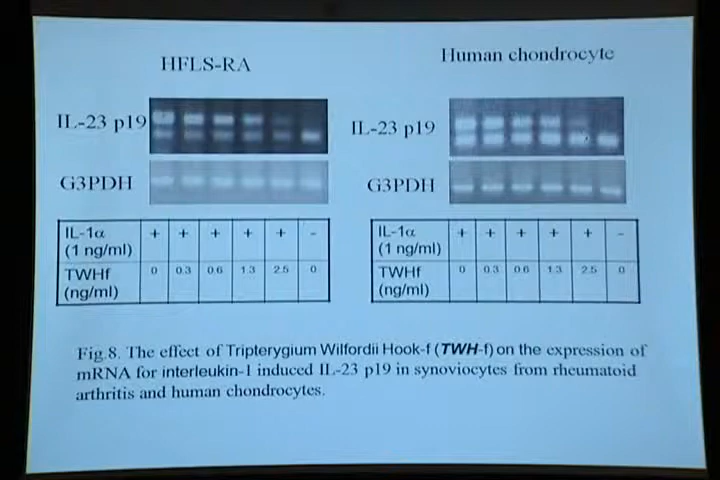 HFLS-RA
Human chondrocyte
IL-23 p19
IL-23 p19
G3PDH
G3PDH
IL-1α (1 ng/ml) + + + + + -
TWHf (ng/ml) 0 0.3 0.6 1.3 2.5 0
IL-1α (1 ng/ml) + + + + + -
TWHf (ng/ml) 0 0.3 0.6 1.3 2.5 0
Fig.8. The effect of Tripterygium Wilfordii Hook-f (TWH-f) on the expression of
mRNA for interleukin-1 induced IL-23 p19 in synoviocytes from rheumatoid
arthritis and human chondrocytes.